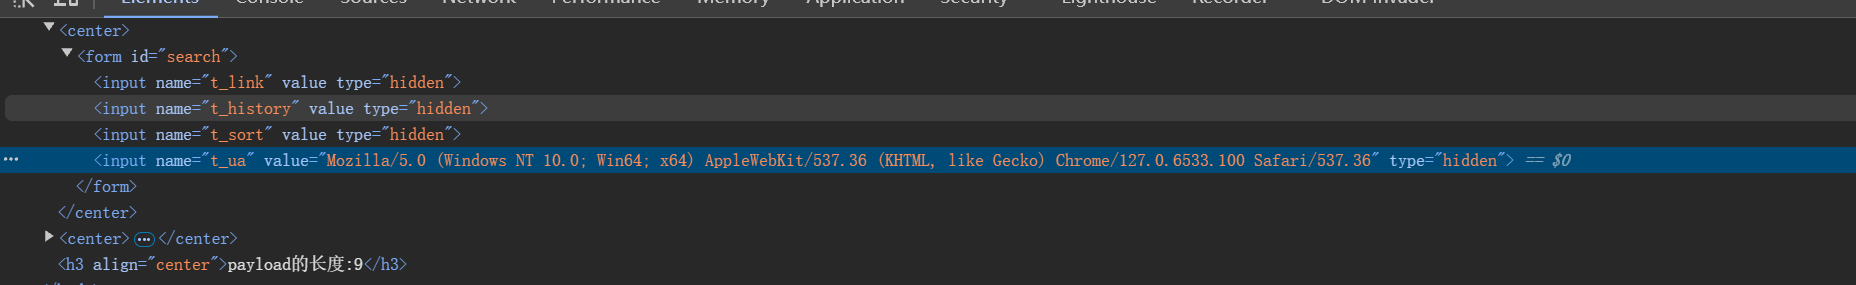 Elements Console Sources Network Performance Memory Application Security Lighthouse Recorder DOM Invader
<center>
<form id="search">
<input name="t_link" value type="hidden">
<input name="t_history" value type="hidden">
<input name="t_sort" value type="hidden">
<input name="t_ua" value="Mozilla/5.0 (Windows NT 10.0; Win64; x64) AppleWebKit/537.36 (KHTML, like Gecko) Chrome/127.0.6533.100 Safari/537.36" type="hidden"> == $0
</form>
</center>
<center>…</center>
<h3 align="center">payload的长度:9</h3>